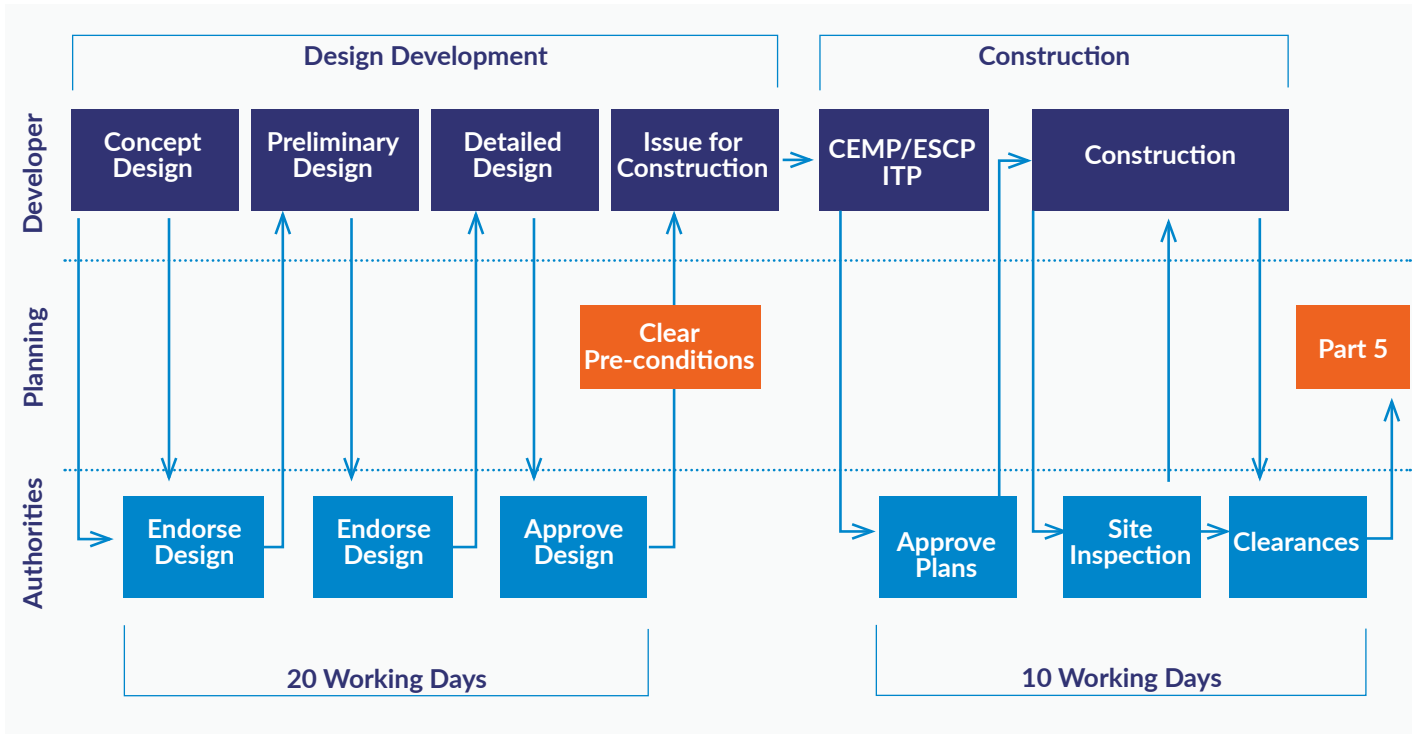 Design Development
Construction
Developer
Concept
Design
Preliminary
Design
Detailed
Design
Issue for
Construction
CEMP/ESCP
ITP
Construction
Planning
Clear
Pre-conditions
Part 5
Authorities
Endorse
Design
Endorse
Design
Approve
Design
Approve
Plans
Site
Inspection
Clearances
20 Working Days
10 Working Days